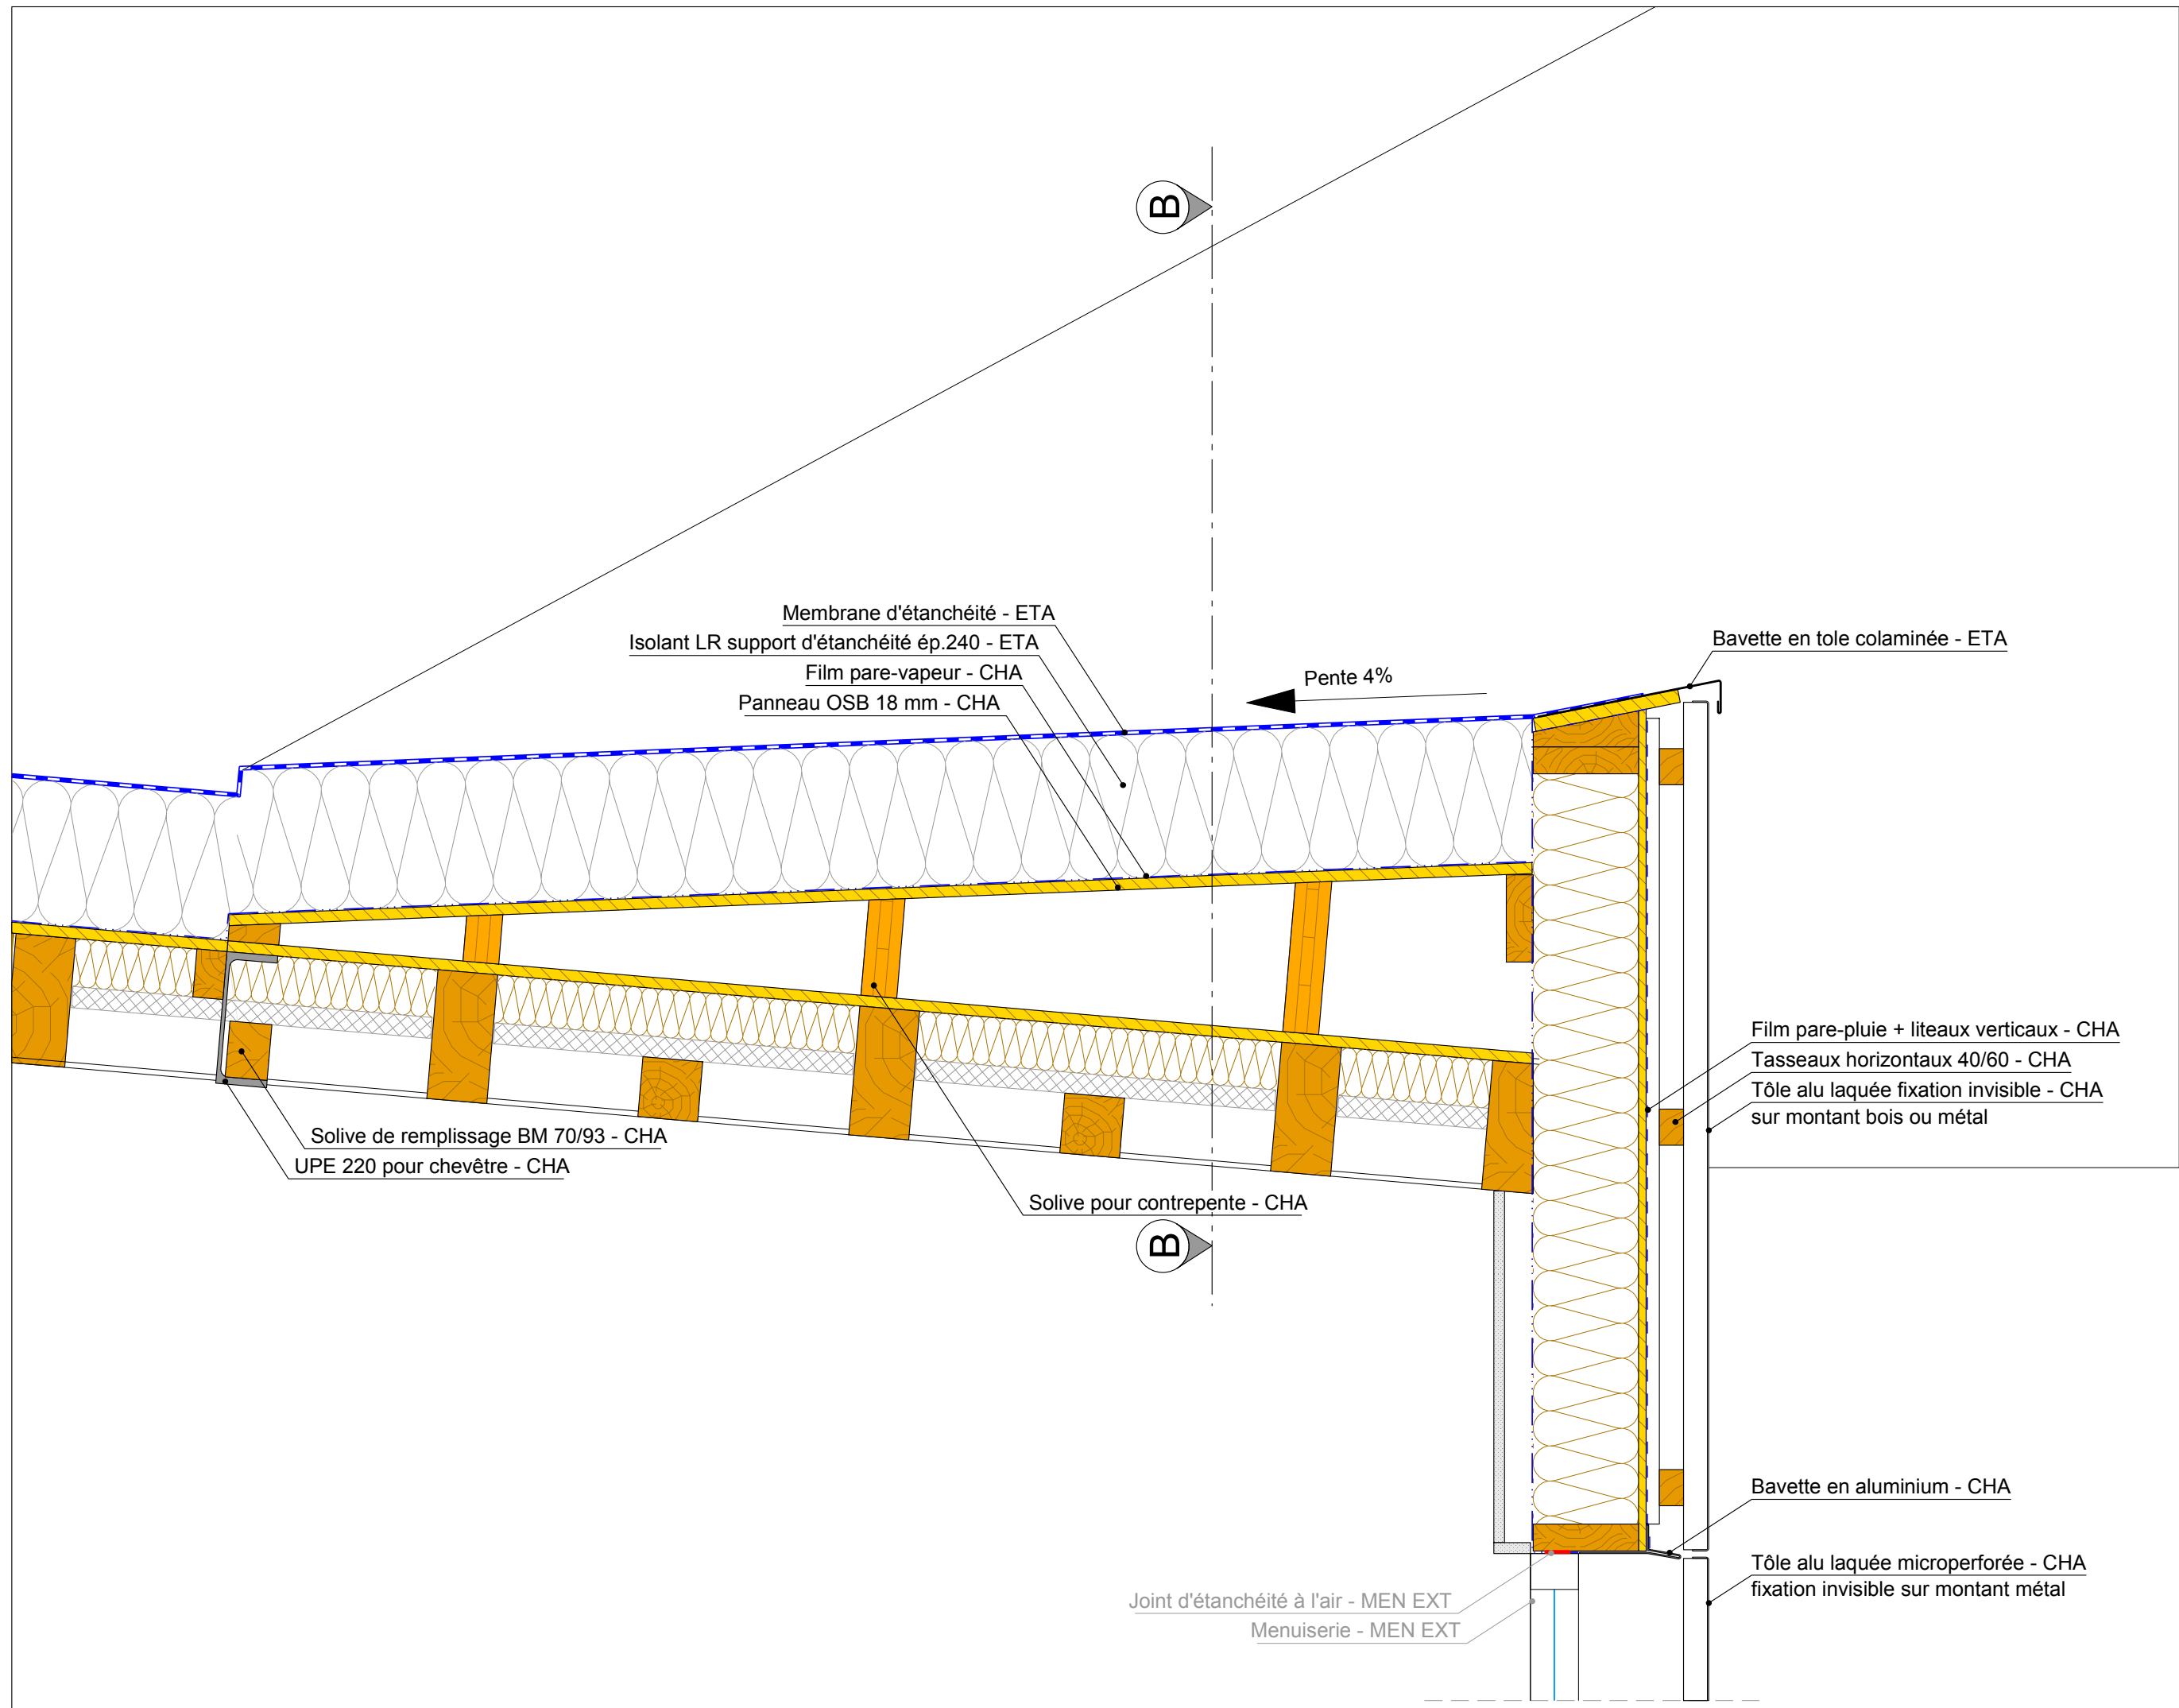 B
Membrane d'étanchéité - ETA
Isolant LR support d'étanchéité ép.240 - ETA
Film pare-vapeur - CHA
Panneau OSB 18 mm - CHA
Pente 4%
Bavette en tole colaminée - ETA
Film pare-pluie + liteaux verticaux - CHA
Tasseaux horizontaux 40/60 - CHA
Tôle alu laquée fixation invisible - CHA
sur montant bois ou métal
Solive de remplissage BM 70/93 - CHA
UPE 220 pour chevêtre - CHA
Solive pour contrepente - CHA
B
Bavette en aluminium - CHA
Tôle alu laquée microperforée - CHA
fixation invisible sur montant métal
Joint d'étanchéité à l'air - MEN EXT
Menuiserie - MEN EXT